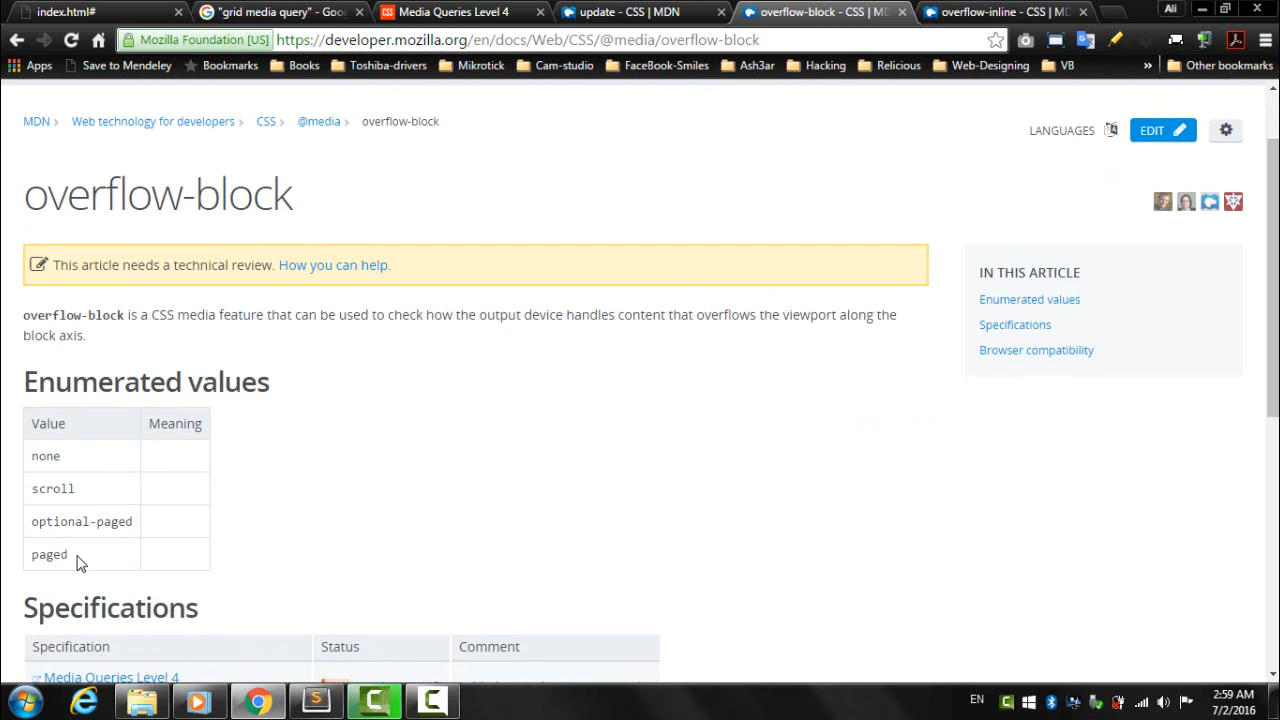 index.html#
"grid media query" - Goo
Media Queries Level 4
update - CSS | MDN
overflow-block - CSS | M
overflow-inline - CSS | M
Ali
Mozilla Foundation [US]
https://developer.mozilla.org/en/docs/Web/CSS/@media/overflow-block
Apps
Save to Mendeley
Bookmarks
Books
Toshiba-drivers
Mikrotick
Cam-studio
FaceBook-Smiles
Ash3ar
Hacking
Relicious
Web-Designing
VB
»
Other bookmarks
MDN
Web technology for developers
CSS
@media
overflow-block
LANGUAGES
EDIT
overflow-block
This article needs a technical review. How you can help.
overflow-block is a CSS media feature that can be used to check how the output device handles content that overflows the viewport along the
block axis.
IN THIS ARTICLE
Enumerated values
Specifications
Browser compatibility
Enumerated values
Value Meaning
none
scroll
optional-paged
paged
Specifications
Specification Status Comment
Media Queries Level 4
EN
2:59 AM
7/2/2016